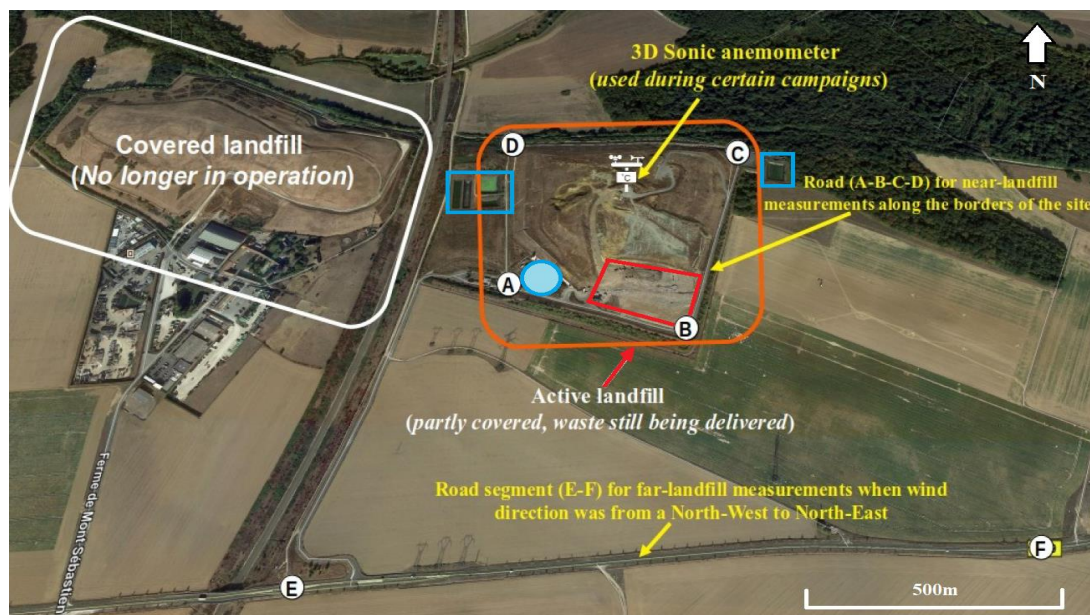 3D Sonic anemometer
(used during certain campaigns)
N
Covered landfill
(No longer in operation)
D
C
°C
Road (A-B-C-D) for near-landfill
measurements along the borders of the site
A
B
Active landfill
(partly covered, waste still being delivered)
Ferme de Mont Sébastien
Road segment (E-F) for far-landfill measurements when wind
direction was from a North-West to North-East
F
E
500m